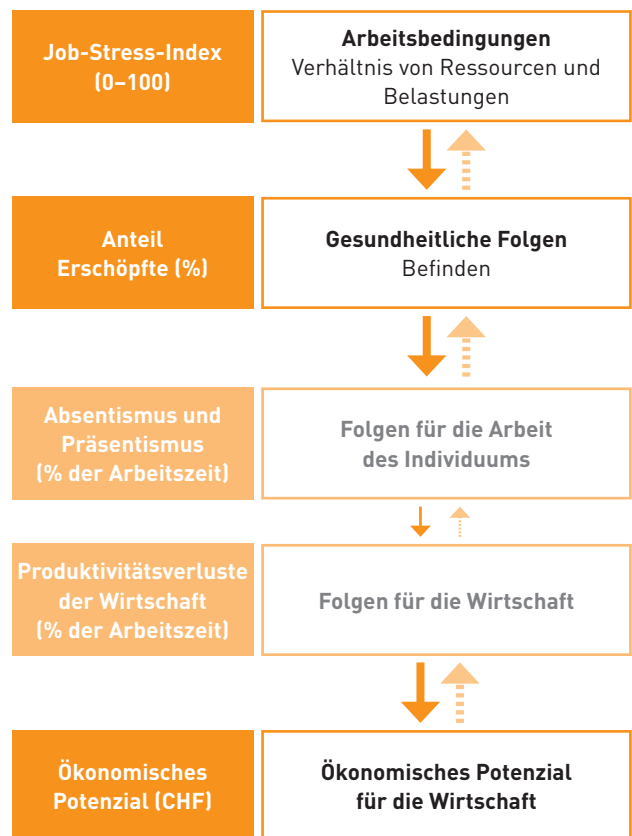 Job-Stress-Index
(0–100)
Arbeitsbedingungen
Verhältnis von Ressourcen und
Belastungen
Anteil
Erschöpfte (%)
Gesundheitliche Folgen
Befinden
Absentismus und
Präsentismus
(% der Arbeitszeit)
Folgen für die Arbeit
des Individuums
Produktivitätsverluste
der Wirtschaft
(% der Arbeitszeit)
Folgen für die Wirtschaft
Ökonomisches
Potenzial (CHF)
Ökonomisches Potenzial
für die Wirtschaft